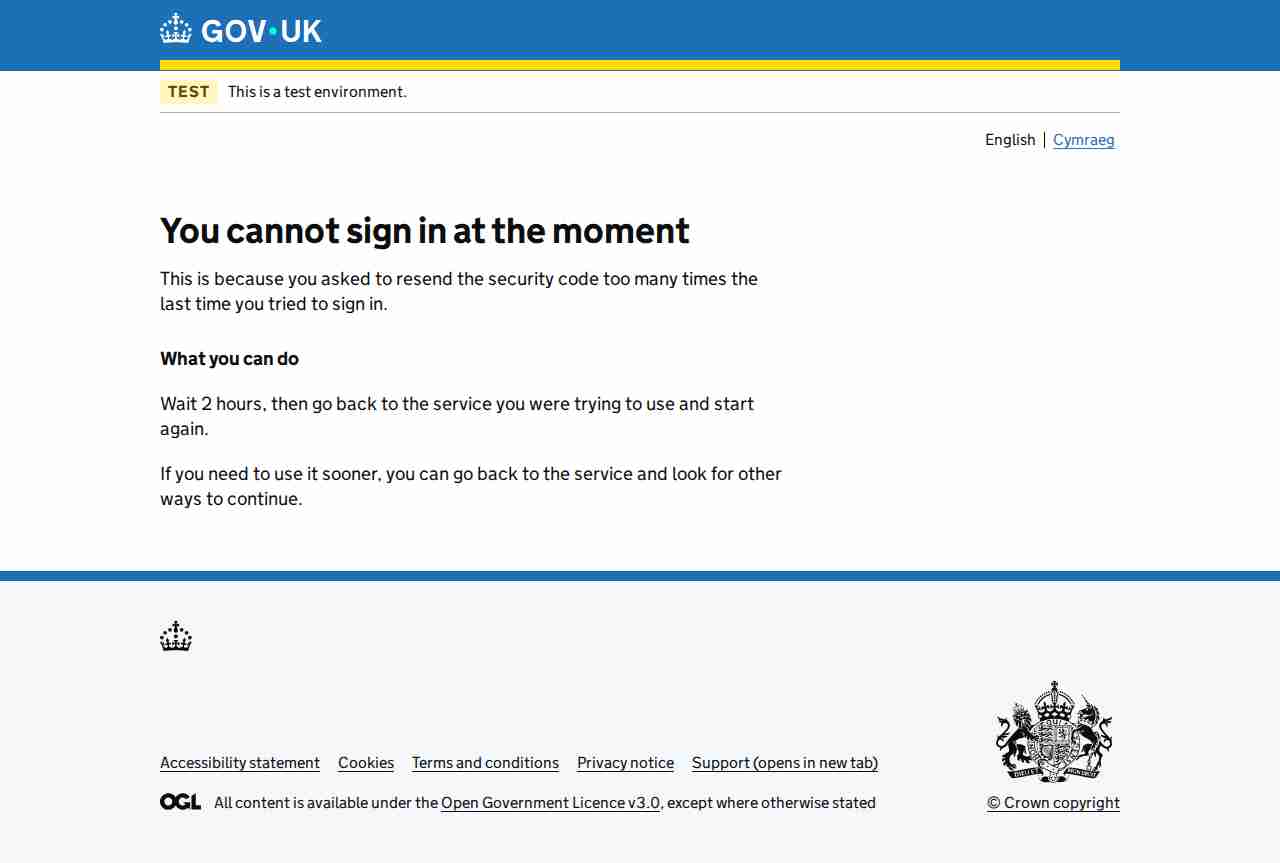 GOV·UK
TEST This is a test environment.
English | Cymraeg
You cannot sign in at the moment
This is because you asked to resend the security code too many times the
last time you tried to sign in.
What you can do
Wait 2 hours, then go back to the service you were trying to use and start
again.
If you need to use it sooner, you can go back to the service and look for other
ways to continue.
Accessibility statement Cookies Terms and conditions Privacy notice Support (opens in new tab)
OGL All content is available under the Open Government Licence v3.0, except where otherwise stated
© Crown copyright